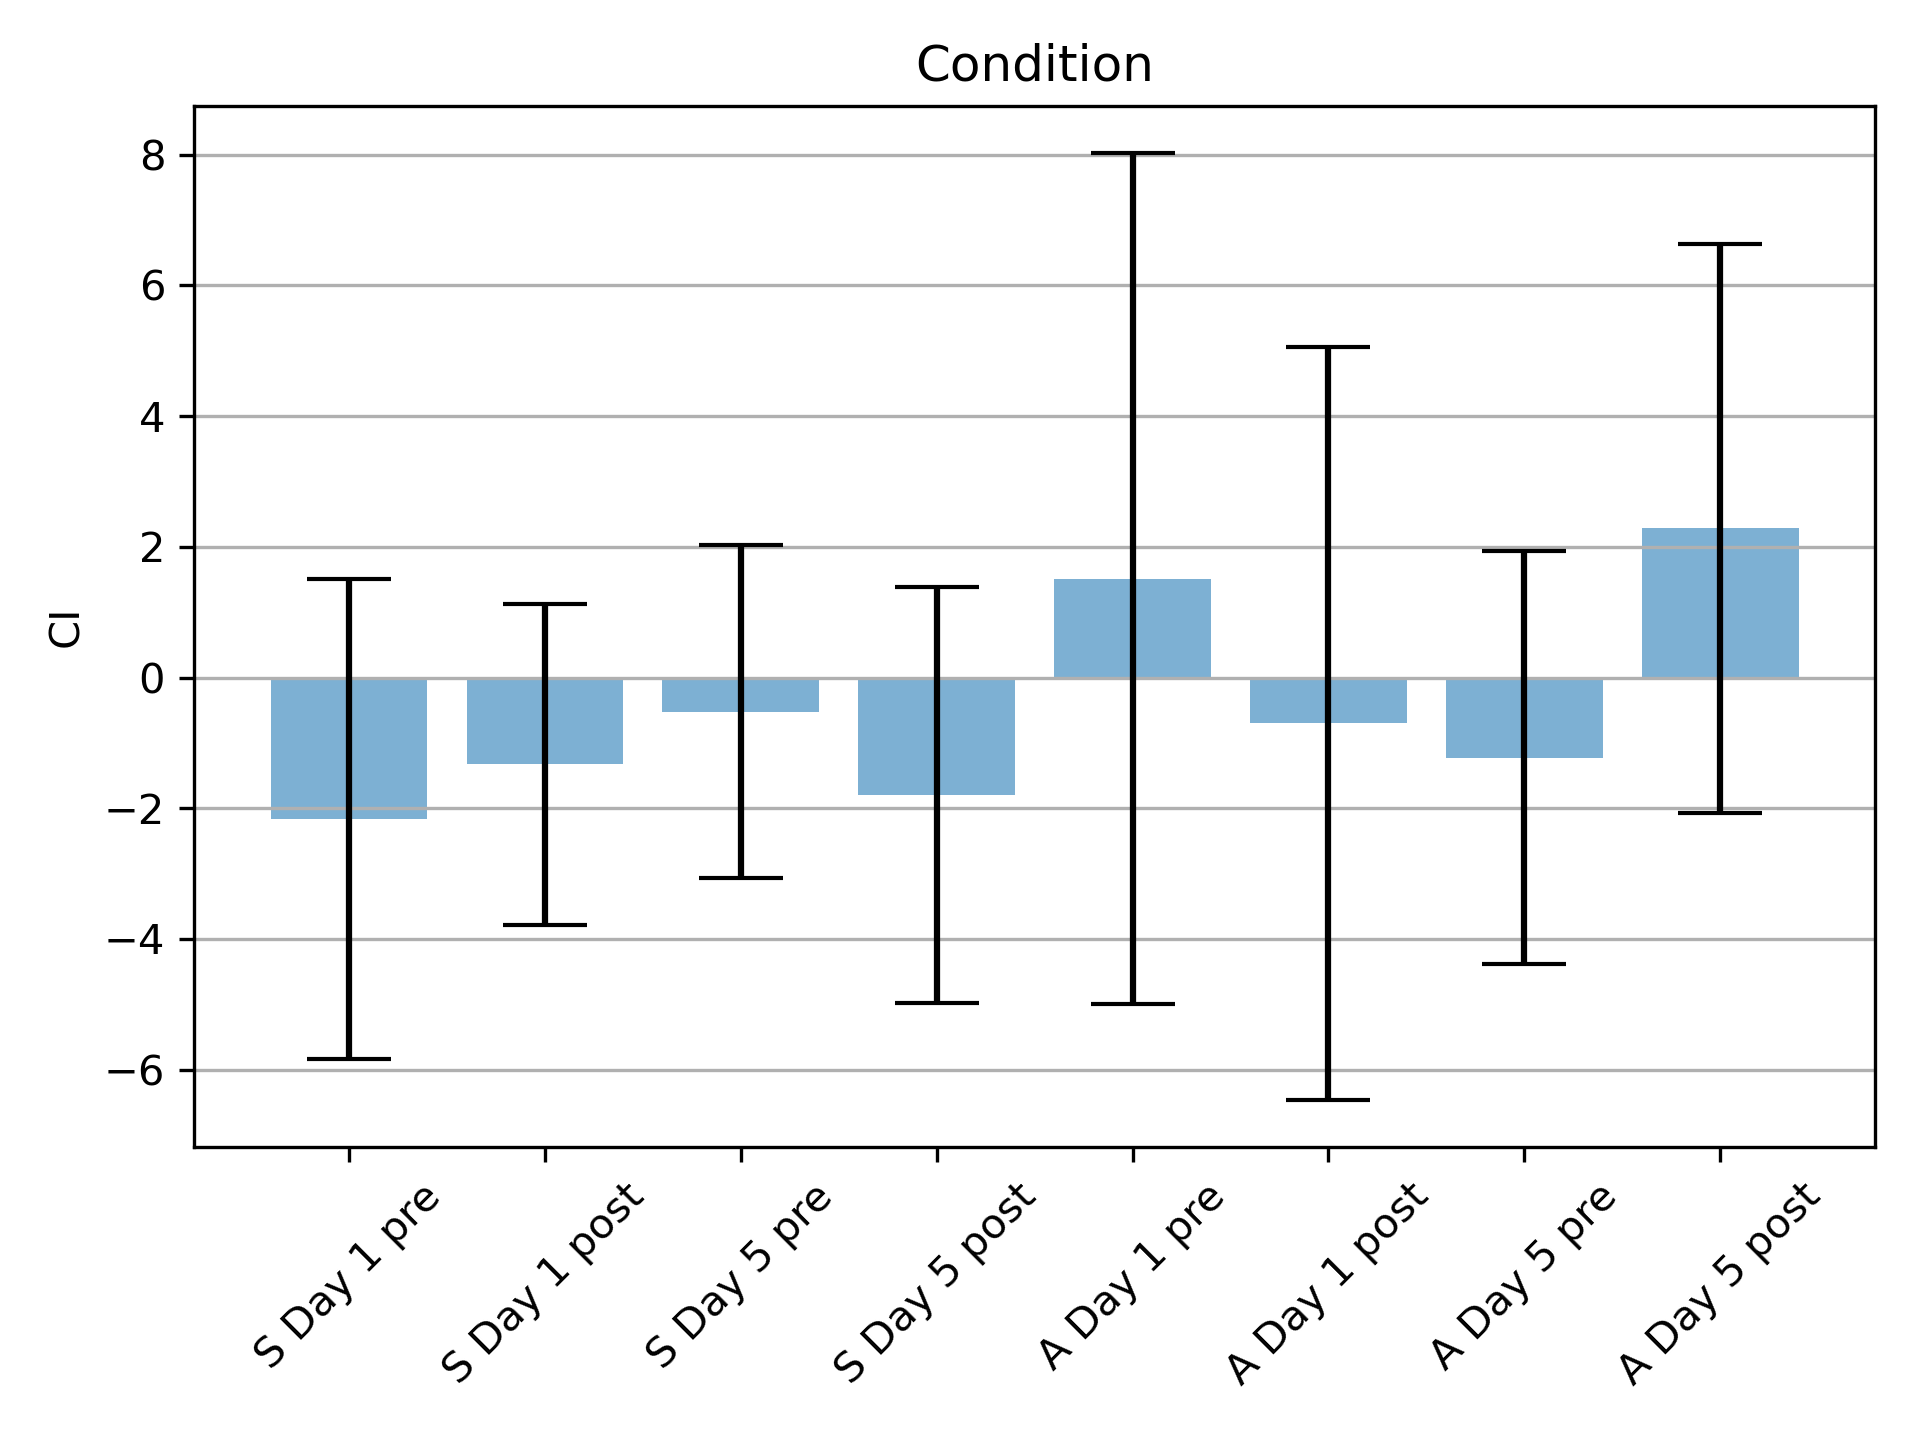 Condition
8
6
4
2
0
−2
−4
−6
CI
S Day 1 pre
S Day 1 post
S Day 5 pre
S Day 5 post
A Day 1 pre
A Day 1 post
A Day 5 pre
A Day 5 post